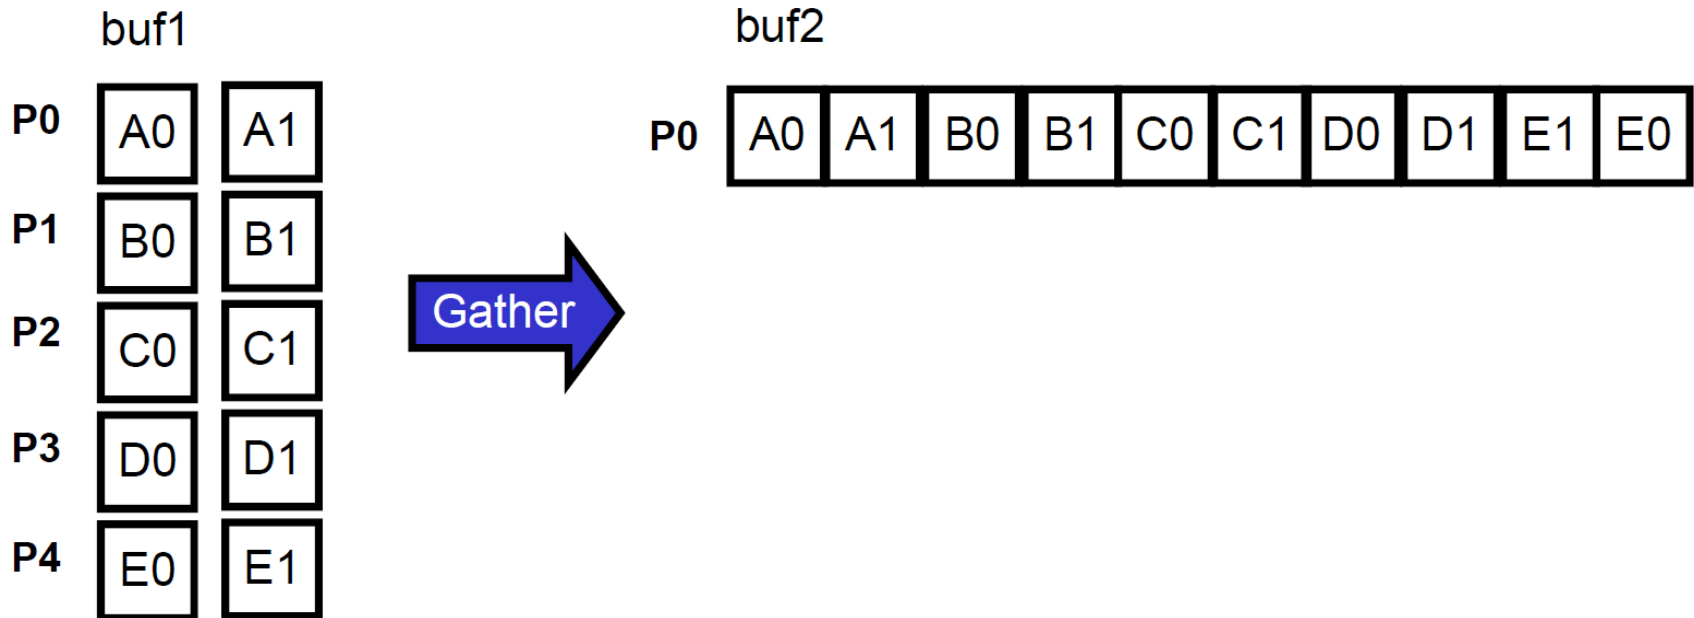 buf1
P0 A0 A1
P1 B0 B1
P2 C0 C1
P3 D0 D1
P4 E0 E1
Gather
buf2
P0 A0 A1 B0 B1 C0 C1 D0 D1 E1 E0